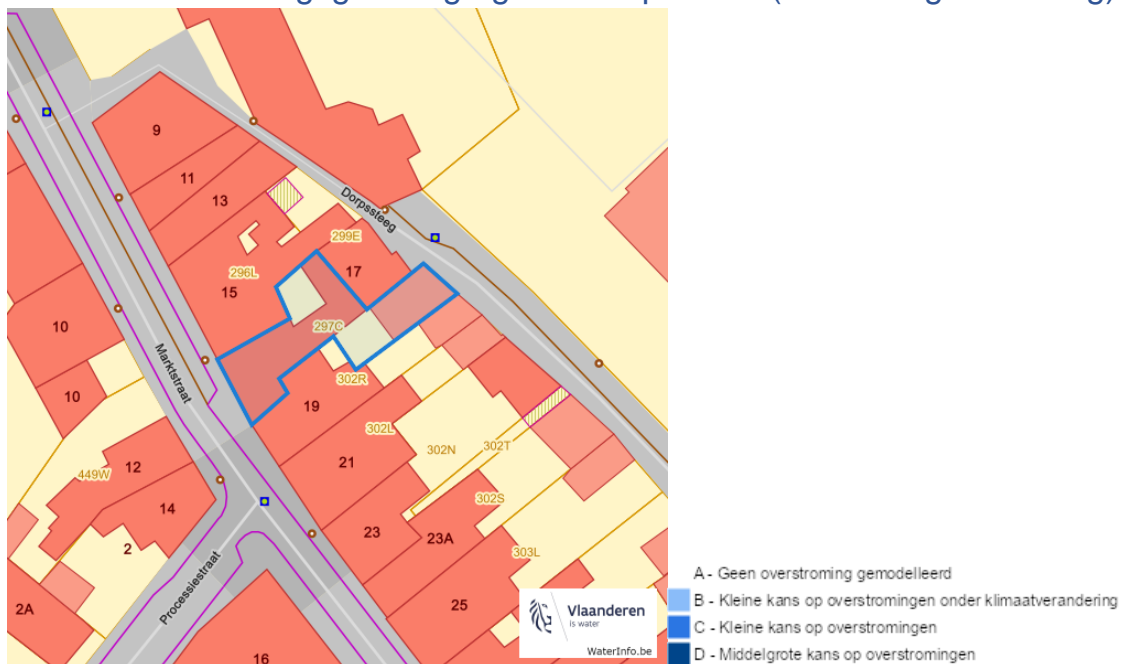 9
11
13
Dorpssteeg
299E
17
296L
15
297C
10
Marktstraat
302R
10
19
302L
302N
302T
12
449W
21
302S
14
23
23A
2
303L
Processiestraat
25
2A
16
Vlaanderen
is water
WaterInfo.be
A - Geen overstroming gemodelleerd
B - Kleine kans op overstromingen onder klimaatverandering
C - Kleine kans op overstromingen
D - Middelgrote kans op overstromingen